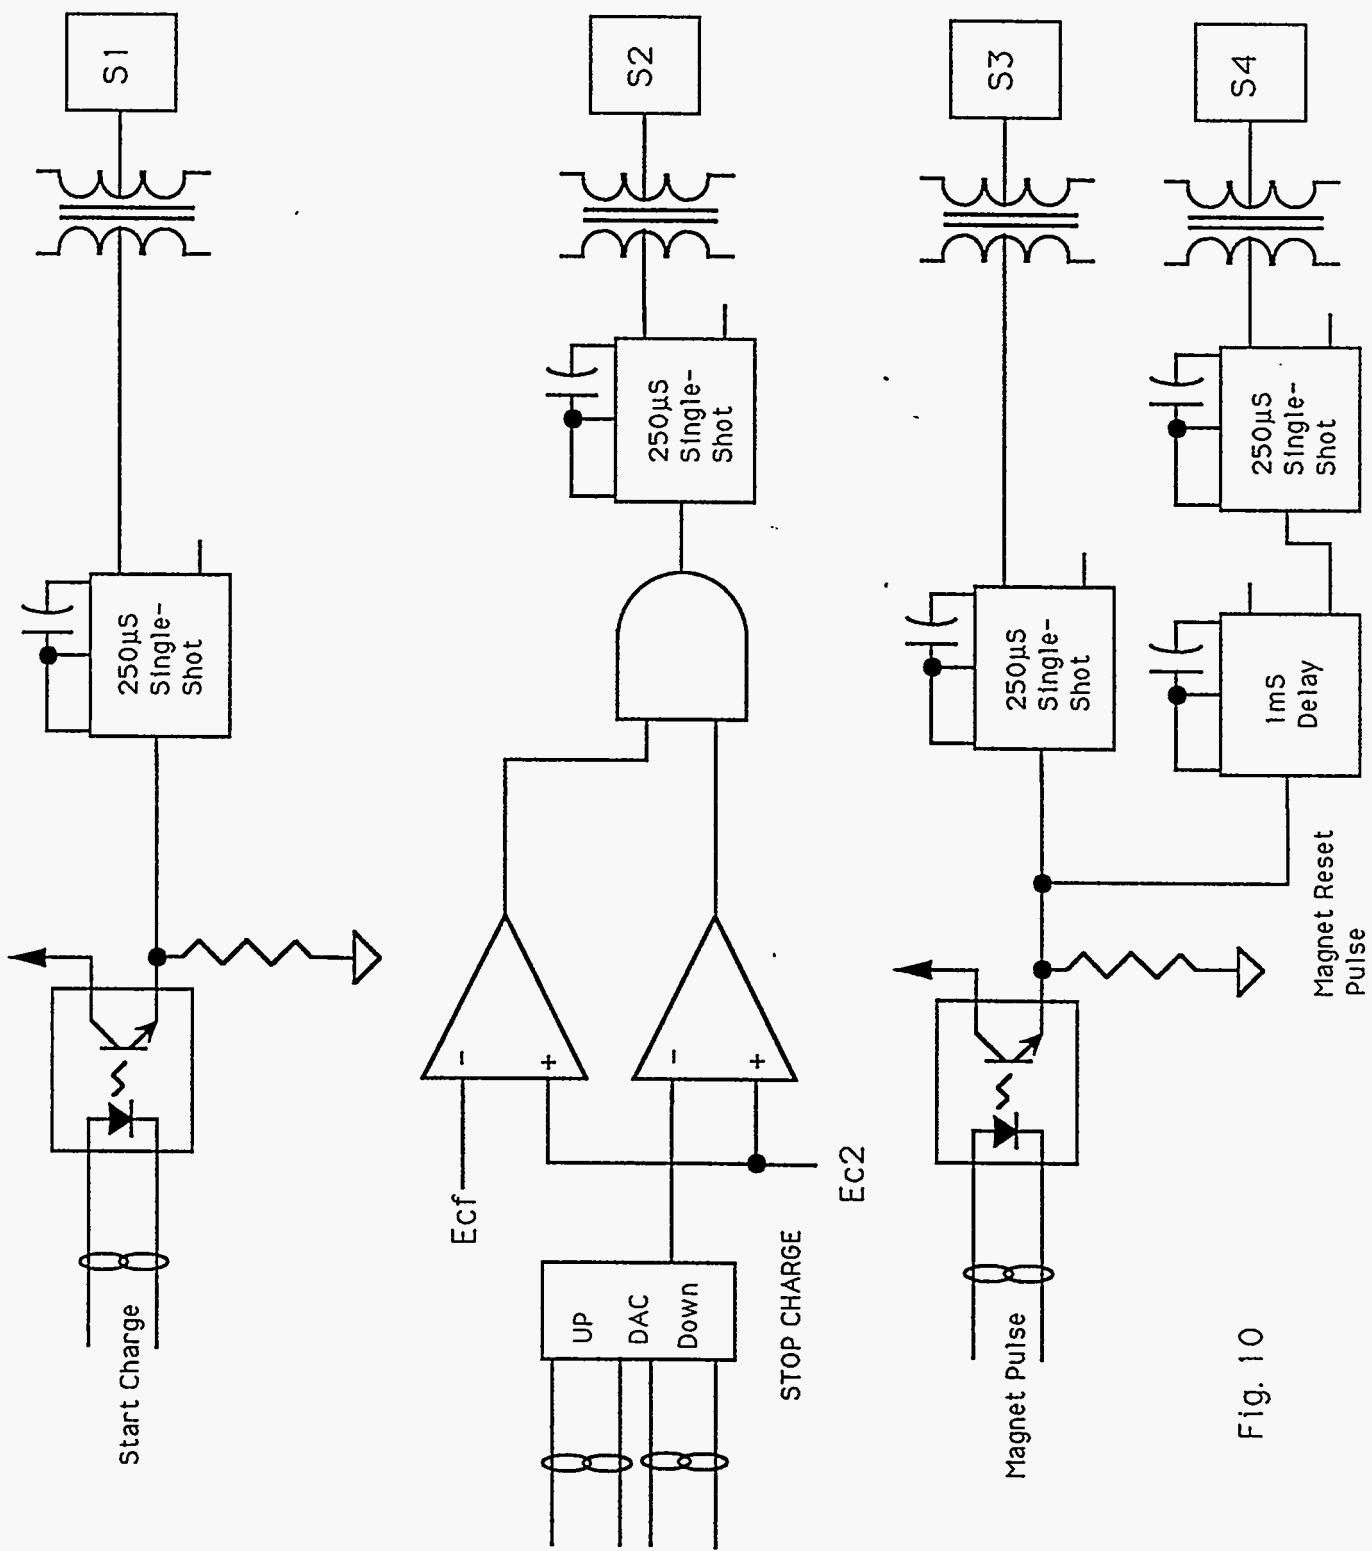 Start Charge
250µS
Single-
Shot
S1
UP
DAC
Down
STOP CHARGE
Ecf
Ec2
-
+
-
+
250µS
Single-
Shot
S2
Magnet Pulse
250µS
Single-
Shot
S3
Magnet Reset
Pulse
1mS
Delay
250µS
Single-
Shot
S4
Fig. 10